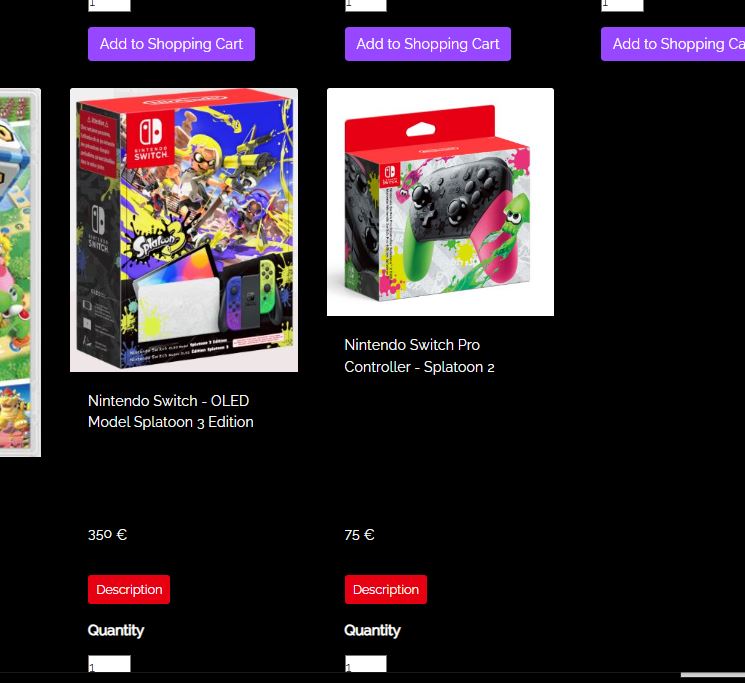 1
1
1
Add to Shopping Cart
Add to Shopping Cart
Add to Shopping Ca
NINTENDO
SWITCH
NINTENDO
SWITCH
Splatoon 3
Nintendo Switch - OLED
Model Splatoon 3 Edition
Nintendo Switch Pro
Controller - Splatoon 2
350 €
75 €
Description
Description
Quantity
Quantity
1
1